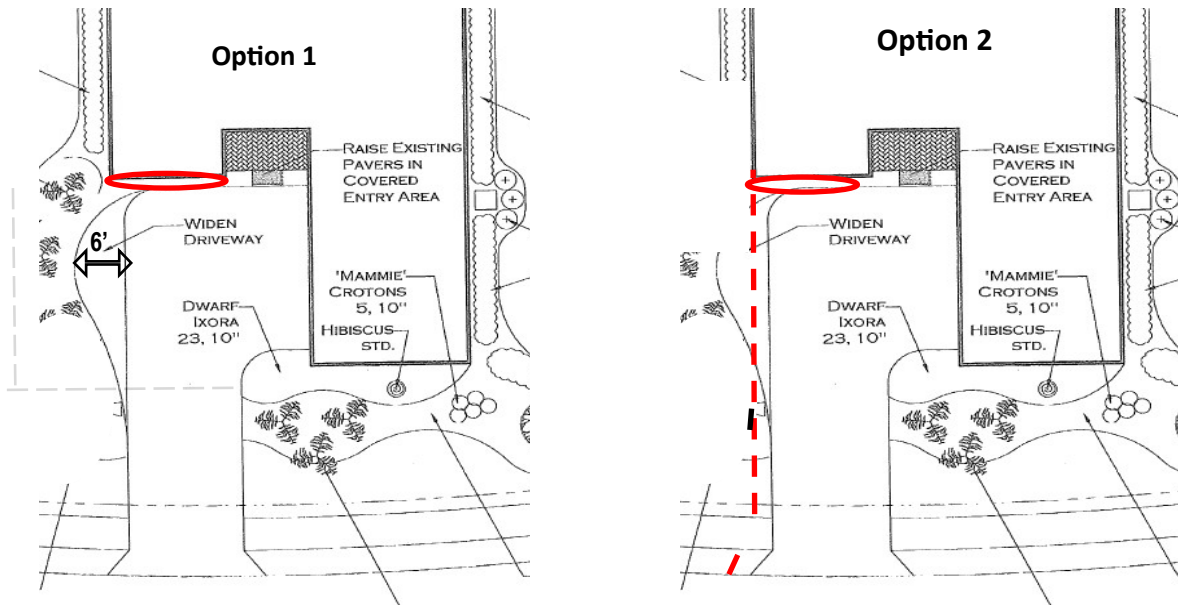 Option 1
RAISE EXISTING
PAVERS IN
COVERED
ENTRY AREA
WIDEN
DRIVEWAY
6’
'MAMMIE'
CROTONS
5, 10"
DWARF
IXORA
23, 10"
HIBISCUS
STD.
Option 2
RAISE EXISTING
PAVERS IN
COVERED
ENTRY AREA
WIDEN
DRIVEWAY
'MAMMIE'
CROTONS
5, 10"
DWARF
IXORA
23, 10"
HIBISCUS
STD.